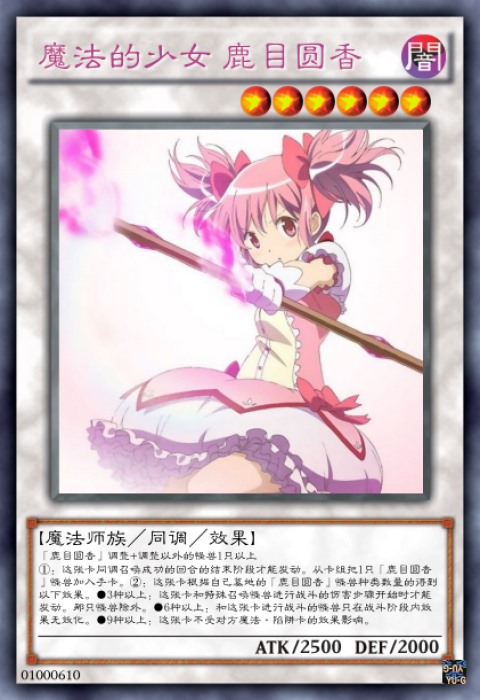 魔法的少女 鹿目圆香
闇
【魔法师族／同调／效果】
「鹿目圆香」调整+调整以外的怪兽1只以上
①：这张卡同调召唤成功的回合的结束阶段才能发动。从卡组把1只「鹿目圆香
」怪兽加入手卡。②：这张卡根据自己墓地的「鹿目圆香」怪兽种类数量的得到
以下效果。●3种以上：这张卡和特殊召唤怪兽进行战斗的伤害步骤开始时才能
发动。那只怪兽除外。●6种以上：和这张卡进行战斗的怪兽只在战斗阶段内效
果无效化。●9种以上：这张卡不受对方魔法·陷阱卡的效果影响。
ATK/2500 DEF/2000
01000610